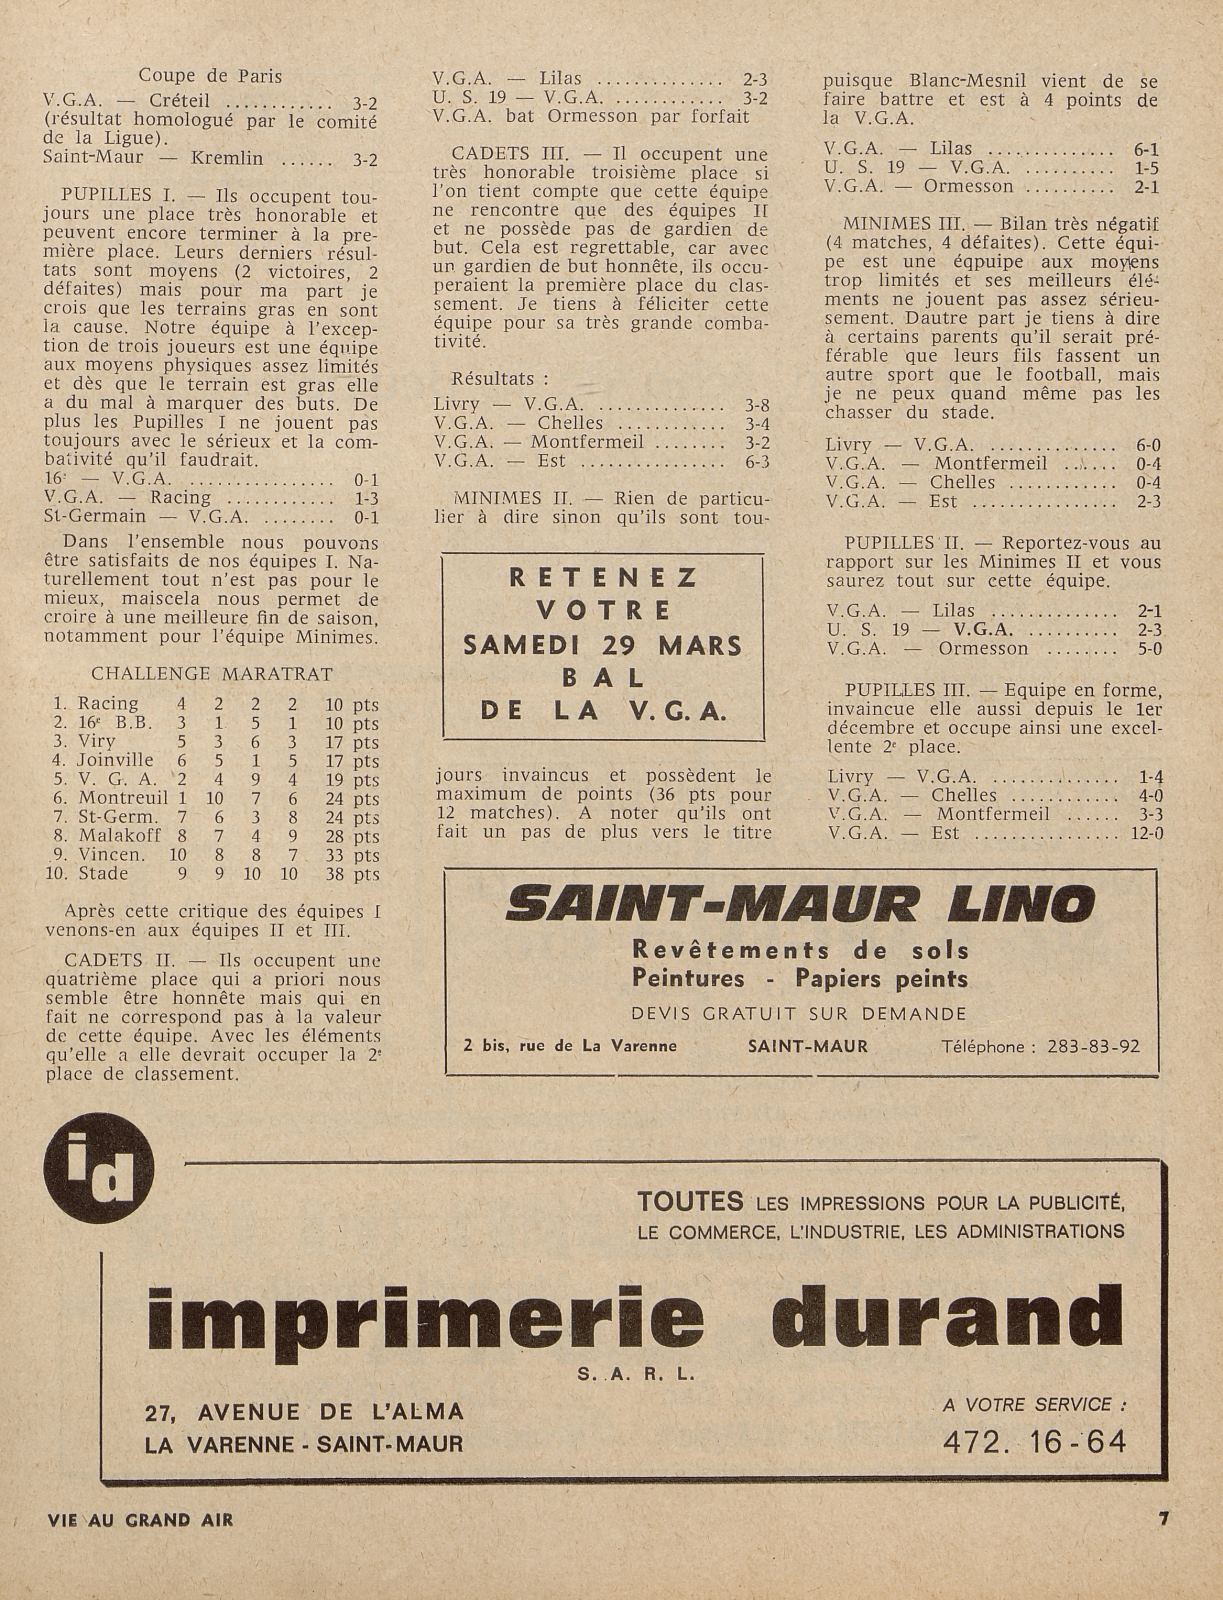 Coupe de Paris
V.G.A. — Créteil ............ 3-2
(résultat homologué par le comité
de la Ligue).
Saint-Maur — Kremlin ...... 3-2
PUPILLES I. — Ils occupent tou-
jours une place très honorable et
peuvent encore terminer à la pre-
mière place. Leurs derniers résul-
tats sont moyens (2 victoires, 2
défaites) mais pour ma part je
crois que les terrains gras en sont
la cause. Notre équipe à l'excep-
tion de trois joueurs est une équipe
aux moyens physiques assez limités
et dès que le terrain est gras elle
a du mal à marquer des buts. De
plus les Pupilles I ne jouent pas
toujours avec le sérieux et la com-
bativité qu'il faudrait.
16e — V.G.A. ................ 0-1
V.G.A. — Racing ............ 1-3
St-Germain — V.G.A. ........ 0-1
Dans l'ensemble nous pouvons
être satisfaits de nos équipes I. Na-
turellement tout n'est pas pour le
mieux, maiscela nous permet de
croire à une meilleure fin de saison,
notamment pour l'équipe Minimes.
CHALLENGE MARATRAT
1. Racing 4 2 2 2 10 pts
2. 16e B.B. 3 1 5 1 10 pts
3. Viry 5 3 6 3 17 pts
4. Joinville 6 5 1 5 17 pts
5. V. G. A. 2 4 9 4 19 pts
6. Montreuil 1 10 7 6 24 pts
7. St-Germ. 7 6 3 8 24 pts
8. Malakoff 8 7 4 9 28 pts
9. Vincen. 10 8 8 7 33 pts
10. Stade 9 9 10 10 38 pts
Après cette critique des équipes I
venons-en aux équipes II et III.
CADETS II. — Ils occupent une
quatrième place qui a priori nous
semble être honnête mais qui en
fait ne correspond pas à la valeur
de cette équipe. Avec les éléments
qu'elle a elle devrait occuper la 2e
place de classement.
V.G.A. — Lilas .............. 2-3
U. S. 19 — V.G.A. ............ 3-2
V.G.A. bat Ormesson par forfait
CADETS III. — Il occupent une
très honorable troisième place si
l'on tient compte que cette équipe
ne rencontre que des équipes II
et ne possède pas de gardien de
but. Cela est regrettable, car avec
un gardien de but honnête, ils occu-
peraient la première place du clas-
sement. Je tiens à féliciter cette
équipe pour sa très grande comba-
tivité.
Résultats :
Livry — V.G.A. .............. 3-8
V.G.A. — Chelles ............ 3-4
V.G.A. — Montfermeil ........ 3-2
V.G.A. — Est ................ 6-3
MINIMES II. — Rien de particu-
lier à dire sinon qu'ils sont tou-
RETENEZ
VOTRE
SAMEDI 29 MARS
BAL
DE LA V.G.A.
jours invaincus et possèdent le
maximum de points (36 pts pour
12 matches). A noter qu'ils ont
fait un pas de plus vers le titre
puisque Blanc-Mesnil vient de se
faire battre et est à 4 points de
la V.G.A.
V.G.A. — Lilas .............. 6-1
U. S. 19 — V.G.A. .......... 1-5
V.G.A. — Ormesson .......... 2-1
MINIMES III. — Bilan très négatif
(4 matches, 4 défaites). Cette équi-
pe est une éqpuipe aux moyens
trop limités et ses meilleurs élé-
ments ne jouent pas assez sérieu-
sement. Dautre part je tiens à dire
à certains parents qu'il serait pré-
férable que leurs fils fassent un
autre sport que le football, mais
je ne peux quand même pas les
chasser du stade.
Livry — V.G.A. .............. 6-0
V.G.A. — Montfermeil ...... 0-4
V.G.A. — Chelles ............ 0-4
V.G.A. — Est ................ 2-3
PUPILLES II. — Reportez-vous au
rapport sur les Minimes II et vous
saurez tout sur cette équipe.
V.G.A. — Lilas .............. 2-1
U. S. 19 — V.G.A. .......... 2-3
V.G.A. — Ormesson ........ 5-0
PUPILLES III. — Equipe en forme,
invaincue elle aussi depuis le 1er
décembre et occupe ainsi une excel-
lente 2e place.
Livry — V.G.A. .............. 1-4
V.G.A. — Chelles ............ 4-0
V.G.A. — Montfermeil ...... 3-3
V.G.A. — Est ................ 12-0
SAINT-MAUR LINO
Revêtements de sols
Peintures - Papiers peints
DEVIS GRATUIT SUR DEMANDE
2 bis, rue de La Varenne SAINT-MAUR Téléphone : 283-83-92
id
TOUTES LES IMPRESSIONS POUR LA PUBLICITÉ,
LE COMMERCE, L'INDUSTRIE, LES ADMINISTRATIONS
imprimerie durand
S. A. R. L.
27, AVENUE DE L'ALMA
LA VARENNE - SAINT-MAUR
A VOTRE SERVICE :
472. 16-64
VIE AU GRAND AIR 7